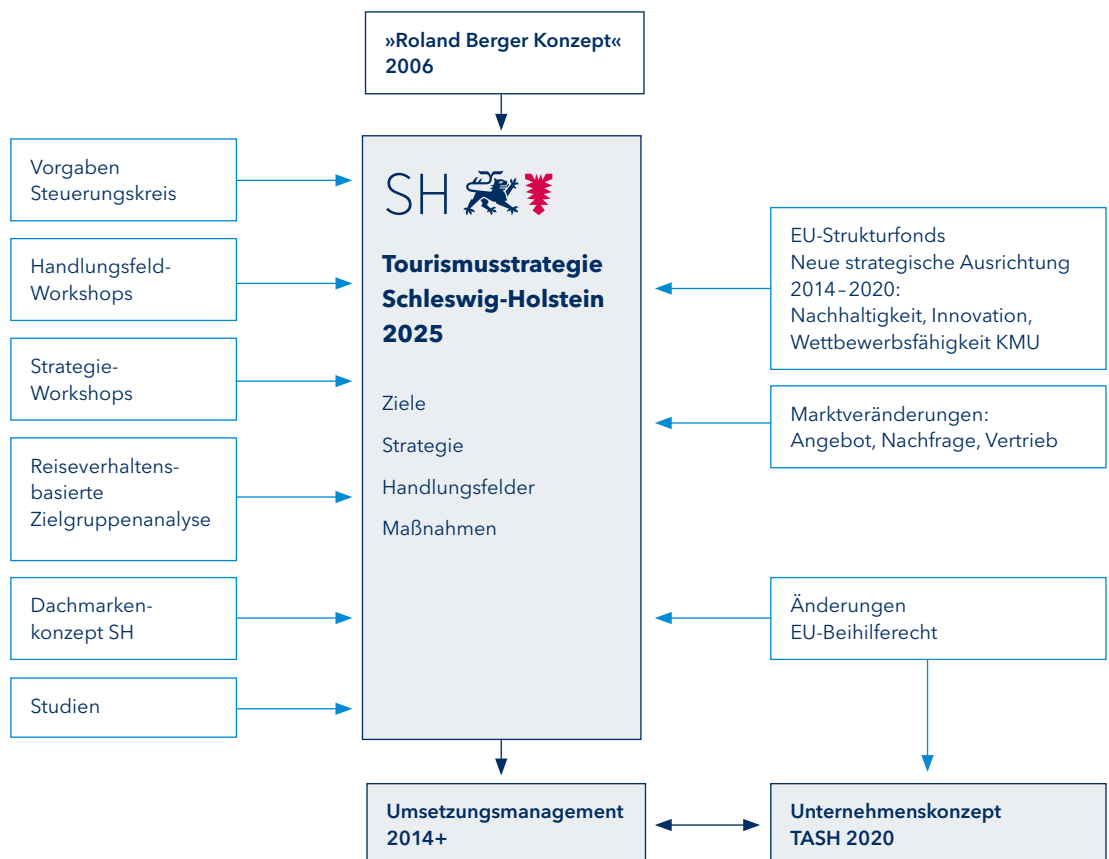 »Roland Berger Konzept«
2006
Vorgaben
Steuerungskreis
Handlungsfeld-
Workshops
Strategie-
Workshops
Reiseverhaltens-
basierte
Zielgruppenanalyse
Dachmarken-
konzept SH
Studien
SH
Tourismusstrategie
Schleswig-Holstein
2025
Ziele
Strategie
Handlungsfelder
Maßnahmen
EU-Strukturfonds
Neue strategische Ausrichtung
2014–2020:
Nachhaltigkeit, Innovation,
Wettbewerbsfähigkeit KMU
Marktveränderungen:
Angebot, Nachfrage, Vertrieb
Änderungen
EU-Beihilferecht
Umsetzungsmanagement
2014+
Unternehmenskonzept
TASH 2020